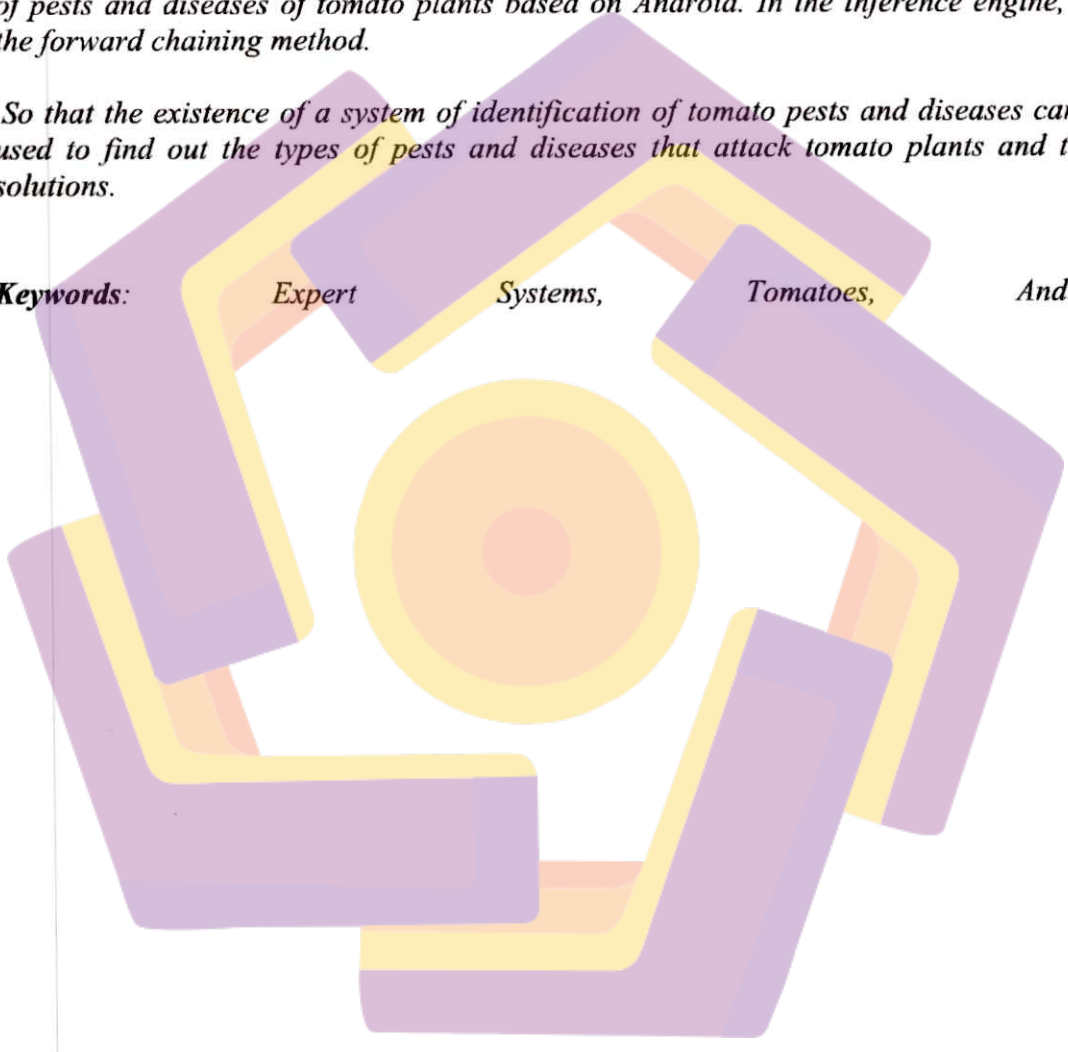 of pests and diseases of tomato plants based on Android. In the inference engine,
the forward chaining method.
So that the existence of a system of identification of tomato pests and diseases can
used to find out the types of pests and diseases that attack tomato plants and
solutions.
Keywords: Expert Systems, Tomatoes,